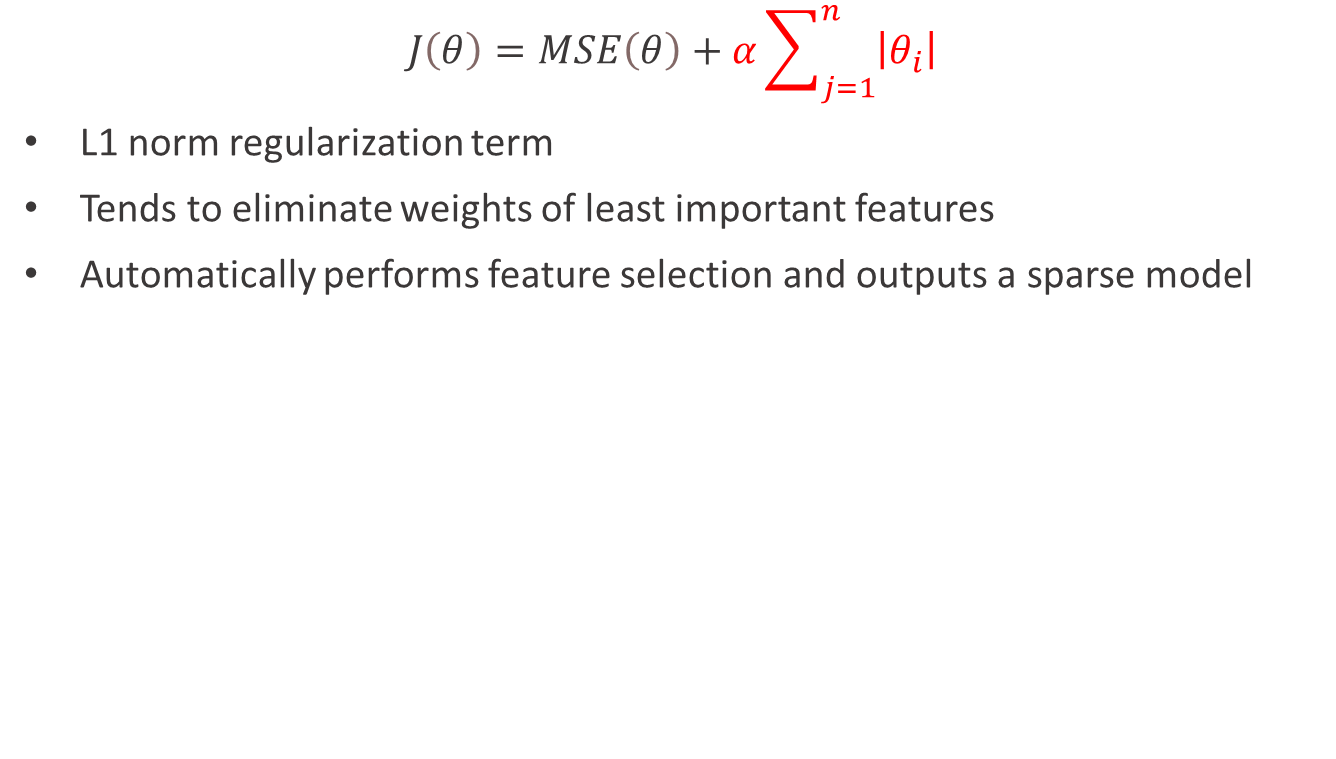 J(θ) = MSE(θ) + α ∑_{j=1}^{n} |θ_i|
• L1 norm regularization term
• Tends to eliminate weights of least important features
• Automatically performs feature selection and outputs a sparse model